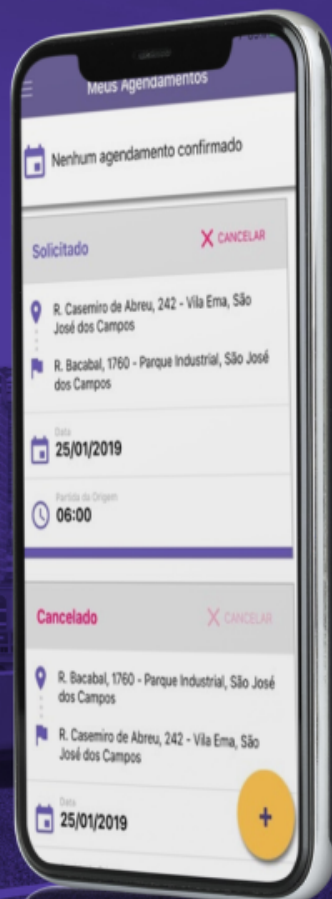 Meus Agendamentos
Nenhum agendamento confirmado
Solicitado
CANCELAR
R. Casemiro de Abreu, 242 - Vila Ema, São
José dos Campos
R. Bacabal, 1760 - Parque Industrial, São José
dos Campos
Data
25/01/2019
Partida da Origem
06:00
Cancelado
CANCELAR
R. Bacabal, 1760 - Parque Industrial, São José
dos Campos
R. Casemiro de Abreu, 242 - Vila Ema, São
José dos Campos
Data
25/01/2019
+